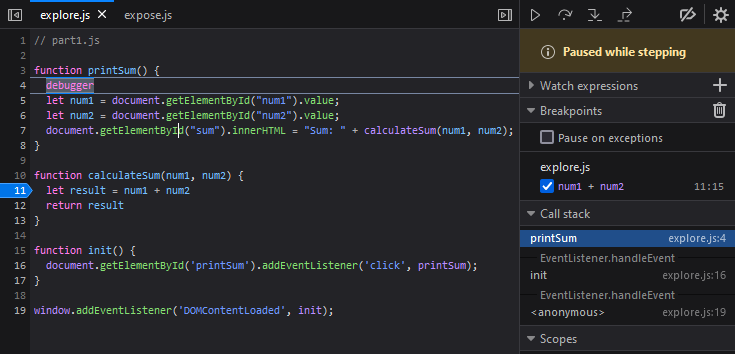 explore.js
expose.js
1 // part1.js
2
3 function printSum() {
4 debugger
5 let num1 = document.getElementById("num1").value;
6 let num2 = document.getElementById("num2").value;
7 document.getElementById("sum").innerHTML = "Sum: " + calculateSum(num1, num2);
8 }
9
10 function calculateSum(num1, num2) {
11 let result = num1 + num2
12 return result
13 }
14
15 function init() {
16 document.getElementById('printSum').addEventListener('click', printSum);
17 }
18
19 window.addEventListener('DOMContentLoaded', init);
Paused while stepping
Watch expressions
Breakpoints
Pause on exceptions
explore.js
num1 + num2 11:15
Call stack
printSum explore.js:4
EventListener.handleEvent
init explore.js:16
EventListener.handleEvent
<anonymous> explore.js:19
Scopes